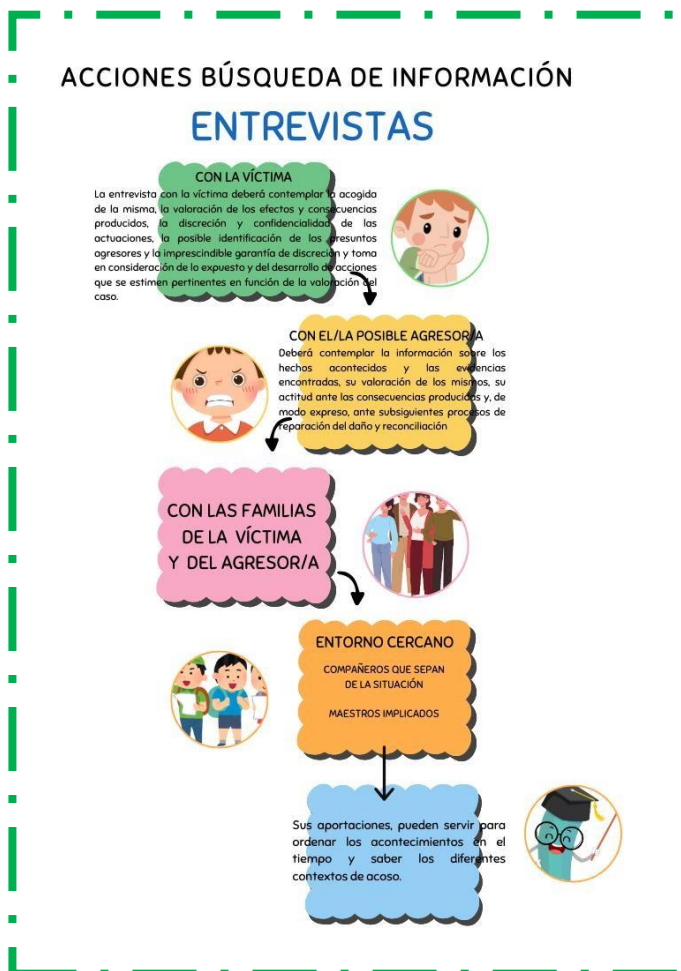 ACCIONES BÚSQUEDA DE INFORMACIÓN
ENTREVISTAS
CON LA VÍCTIMA
La entrevista con la víctima deberá contemplar la acogida
de la misma, la valoración de los efectos y consecuencias
producidos, la discreción y confidencialidad de las
actuaciones, la posible identificación de los presuntos
agresores y la imprescindible garantía de discreción y toma
en consideración de lo expuesto y del desarrollo de acciones
que se estimen pertinentes en función de la valoración del
caso.
CON EL/LA POSIBLE AGRESOR/A
Deberá contemplar la información sobre los
hechos acontecidos y las evidencias
encontradas, su valoración de los mismos, su
actitud ante las consecuencias producidas y, de
modo expreso, ante subsiguientes procesos de
reparación del daño y reconciliación
CON LAS FAMILIAS
DE LA VÍCTIMA
Y DEL AGRESOR/A
ENTORNO CERCANO
COMPAÑEROS QUE SEPAN
DE LA SITUACIÓN
MAESTROS IMPLICADOS
Sus aportaciones, pueden servir para
ordenar los acontecimientos en el
tiempo y saber los diferentes
contextos de acoso.